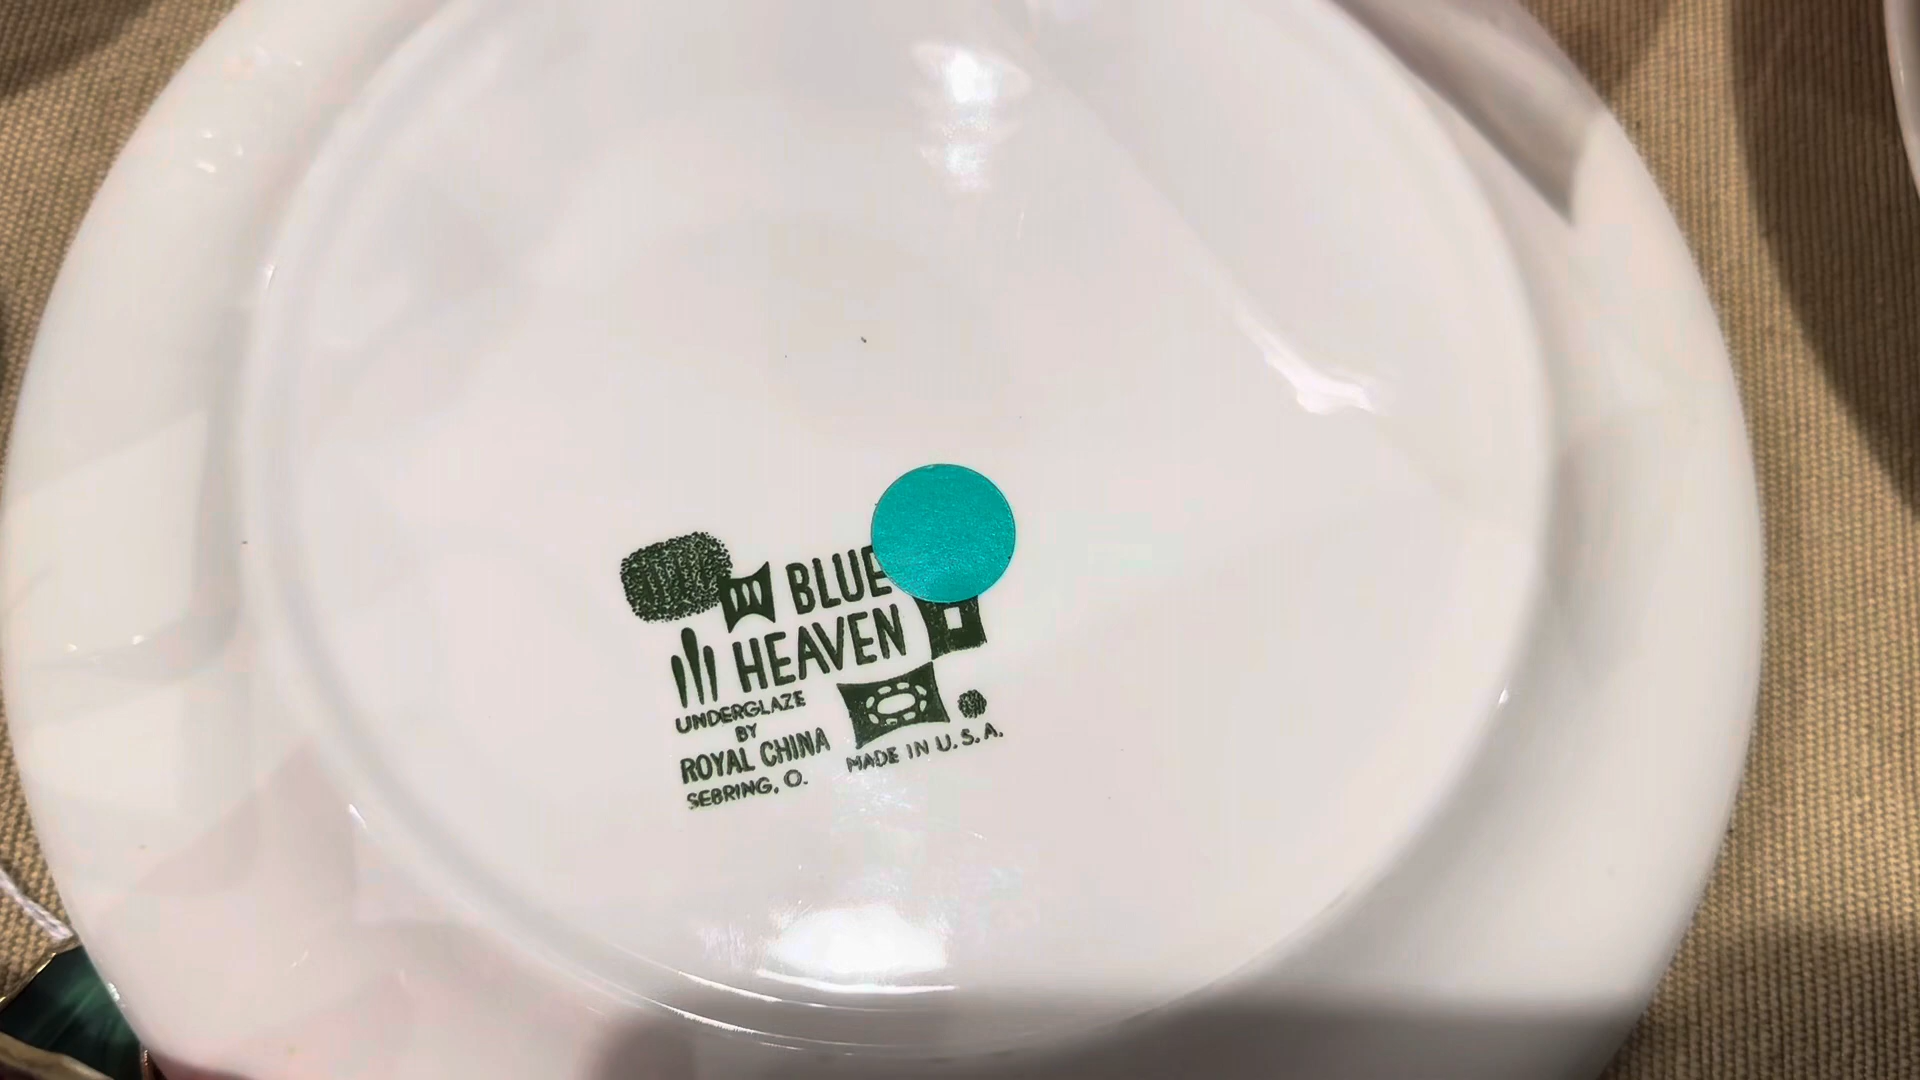 BLUE
HEAVEN
UNDERGLAZE
BY
ROYAL CHINA
SEBRING, O.
MADE IN U.S.A.